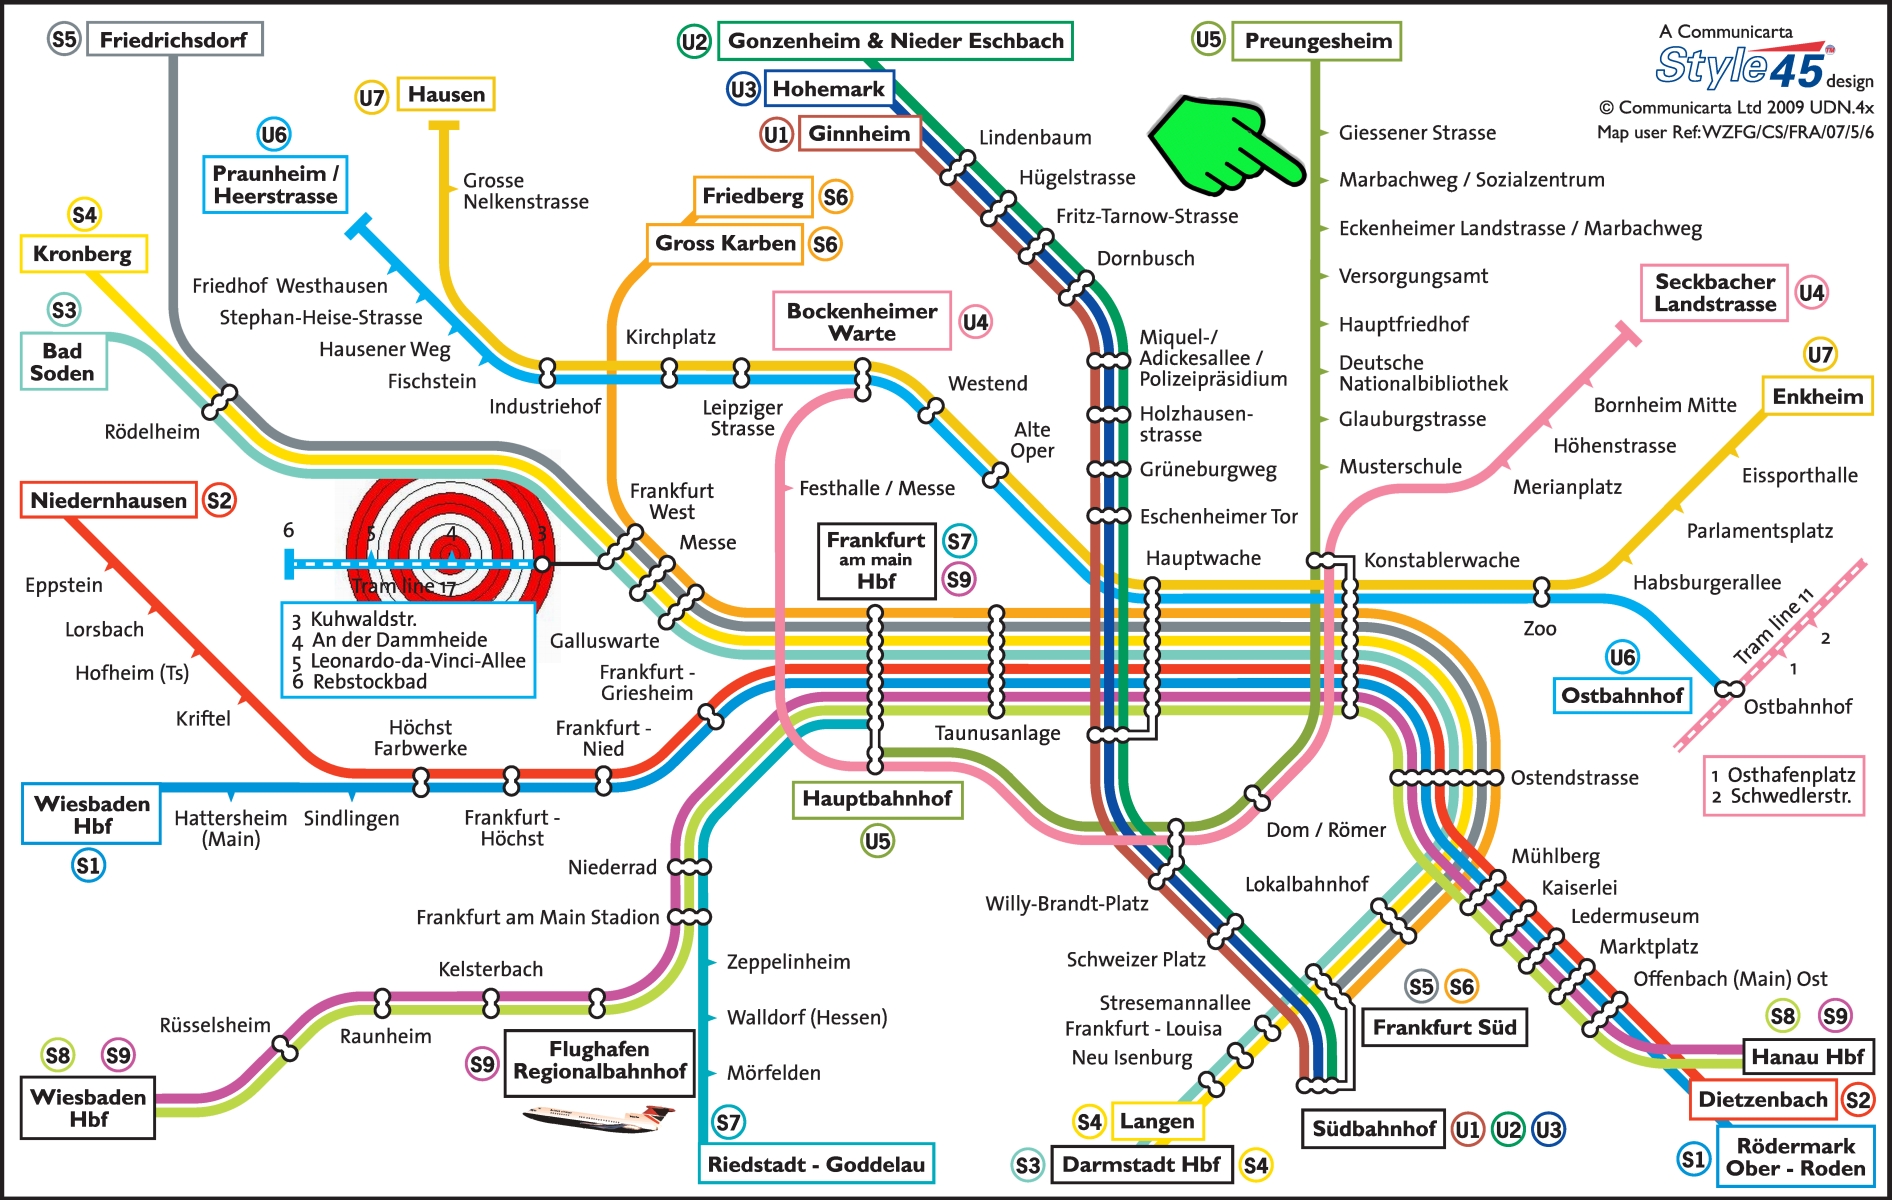 S5
Friedrichsdorf
U7
Hausen
U6
Praunheim /
Heerstrasse
S4
Kronberg
S3
Bad
Soden
U2
Gonzenheim & Nieder Eschbach
U3
Hohemark
U1
Ginnheim
U5
Preungesheim
A Communicarta
Style45
TM
design
© Communicarta Ltd 2009 UDN.4x
Map user Ref:WZFG/CS/FRA/07/5/6
Grosse
Nelkenstrasse
Friedberg
S6
Gross Karben
S6
Lindenbaum
Hügelstrasse
Fritz-Tarnow-Strasse
Dornbusch
Giessener Strasse
Marbachweg / Sozialzentrum
Eckenheimer Landstrasse / Marbachweg
Versorgungsamt
Hauptfriedhof
Deutsche
Nationalbibliothek
Glauburgstrasse
Musterschule
Seckbacher
Landstrasse
U4
U7
Enkheim
Friedhof Westhausen
Stephan-Heise-Strasse
Hausener Weg
Fischstein
Industriehof
Kirchplatz
Leipziger
Strasse
Bockenheimer
Warte
U4
Westend
Alte
Oper
Miquel-/
Adickesallee /
Polizeipräsidium
Holzhausen-
strasse
Grüneburgweg
Eschenheimer Tor
Hauptwache
Konstablerwache
Bornheim Mitte
Höhenstrasse
Merianplatz
Eissporthalle
Parlamentsplatz
Habsburgerallee
Zoo
Rödelheim
Niedernhausen
S2
Frankfurt
West
Messe
Festhalle / Messe
Frankfurt
am main
Hbf
S7
S9
6
5
4
3
Tram line 17
3 Kuhwaldstr.
4 An der Dammheide
5 Leonardo-da-Vinci-Allee
6 Rebstockbad
Galluswarte
Frankfurt -
Griesheim
Eppstein
Lorsbach
Hofheim (Ts)
Kriftel
Höchst
Farbwerke
Frankfurt -
Nied
Taunusanlage
U6
Ostbahnhof
Tram line 11
2
1
Ostbahnhof
1 Osthafenplatz
2 Schwedlerstr.
Wiesbaden
Hbf
S1
Hattersheim
(Main)
Sindlingen
Frankfurt -
Höchst
Hauptbahnhof
U5
Ostendstrasse
Dom / Römer
Niederrad
Frankfurt am Main Stadion
Willy-Brandt-Platz
Lokalbahnhof
Mühlberg
Kaiserlei
Ledermuseum
Marktplatz
Offenbach (Main) Ost
Kelsterbach
Zeppelinheim
Schweizer Platz
Rüsselsheim
Raunheim
Walldorf (Hessen)
Mörfelden
Stresemannallee
Frankfurt - Louisa
Neu Isenburg
S5
S6
Frankfurt Süd
S8
S9
Hanau Hbf
Dietzenbach
S2
S8
S9
Wiesbaden
Hbf
S9
Flughafen
Regionalbahnhof
S7
Riedstadt - Goddelau
S4
Langen
S3
Darmstadt Hbf
S4
Südbahnhof
U1
U2
U3
S1
Rödermark
Ober - Roden